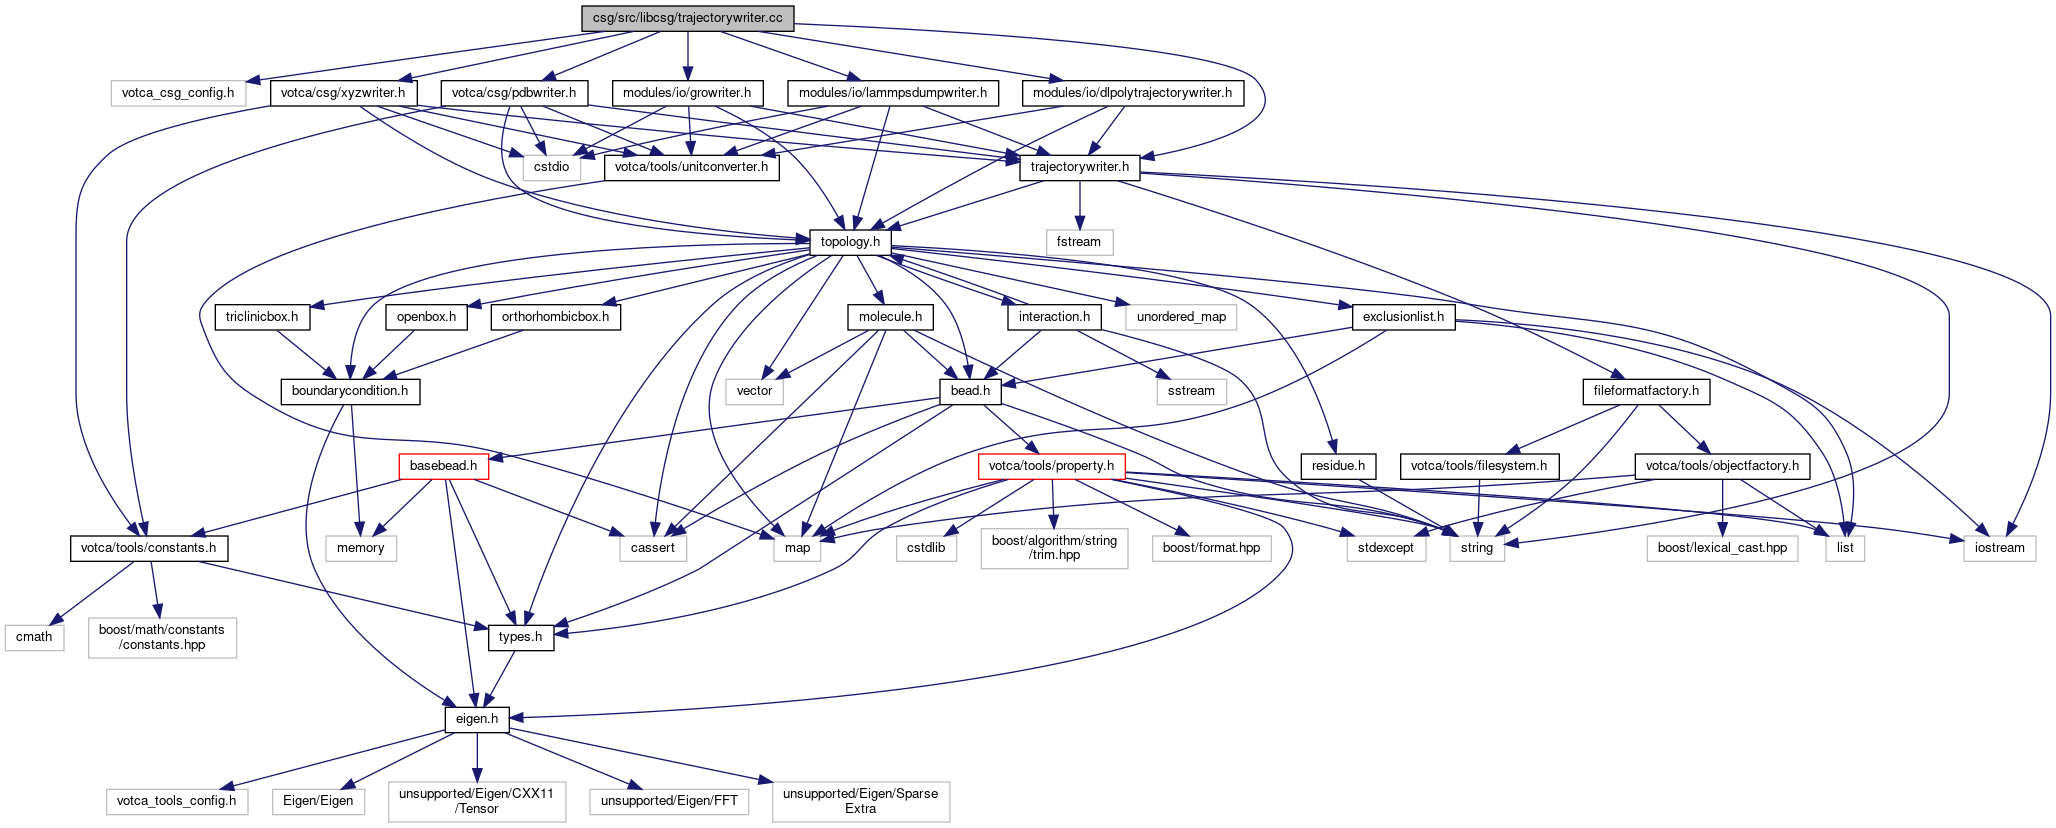 csg/src/libcsg/trajectorywriter.cc
votca_csg_config.h
votca/csg/xyzwriter.h
votca/csg/pdbwriter.h
modules/io/growriter.h
modules/io/lammpsdumpwriter.h
modules/io/dlpolytrajectorywriter.h
cstdio
votca/tools/unitconverter.h
trajectorywriter.h
topology.h
fstream
triclinicbox.h
openbox.h
orthorhombicbox.h
molecule.h
interaction.h
unordered_map
exclusionlist.h
boundarycondition.h
vector
bead.h
sstream
fileformatfactory.h
basebead.h
votca/tools/property.h
residue.h
votca/tools/filesystem.h
votca/tools/objectfactory.h
votca/tools/constants.h
memory
cassert
map
cstdlib
boost/algorithm/string
/trim.hpp
boost/format.hpp
stdexcept
string
boost/lexical_cast.hpp
list
iostream
cmath
boost/math/constants
/constants.hpp
types.h
eigen.h
votca_tools_config.h
Eigen/Eigen
unsupported/Eigen/CXX11
/Tensor
unsupported/Eigen/FFT
unsupported/Eigen/Sparse
Extra